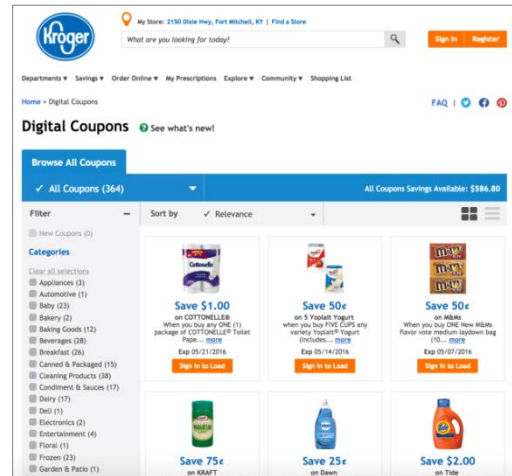 Kroger
My Store: 2150 Dixie Hwy, Fort Mitchell, KY | Find a Store
What are you looking for today?
Sign In Register
Departments Savings Order Online My Prescriptions Explore Community Shopping List
Home > Digital Coupons
FAQ |
Digital Coupons See what's new!
Browse All Coupons
✓ All Coupons (364)
All Coupons Savings Available: $586.80
Filter –
Sort by ✓ Relevance
New Coupons (0)
Categories
Clear all selections
Appliances (3)
Automotive (1)
Baby (23)
Bakery (2)
Baking Goods (12)
Beverages (28)
Breakfast (26)
Canned & Packaged (15)
Cleaning Products (38)
Condiment & Sauces (17)
Dairy (17)
Deli (1)
Electronics (2)
Entertainment (4)
Floral (1)
Frozen (23)
Garden & Patio (1)
Cottonelle
Save $1.00
on COTTONELLE®
When you buy any ONE (1)
package of COTTONELLE® Toilet
Pape... more
Exp 05/21/2016
Sign In to Load
Save 50¢
on 5 Yoplait Yogurt
when you buy FIVE CUPS any
variety Yoplait® Yogurt
(Includes... more
Exp 05/14/2016
Sign In to Load
m&m's
m&m's
m&m's
Save 50¢
on M&Ms
When you buy ONE New M&Ms
flavor vote medium laydown bag
(10... more
Exp 05/07/2016
Sign In to Load
Save 75¢
on KRAFT
Save 25¢
on Dawn
Tide
Save $2.00
on Tide